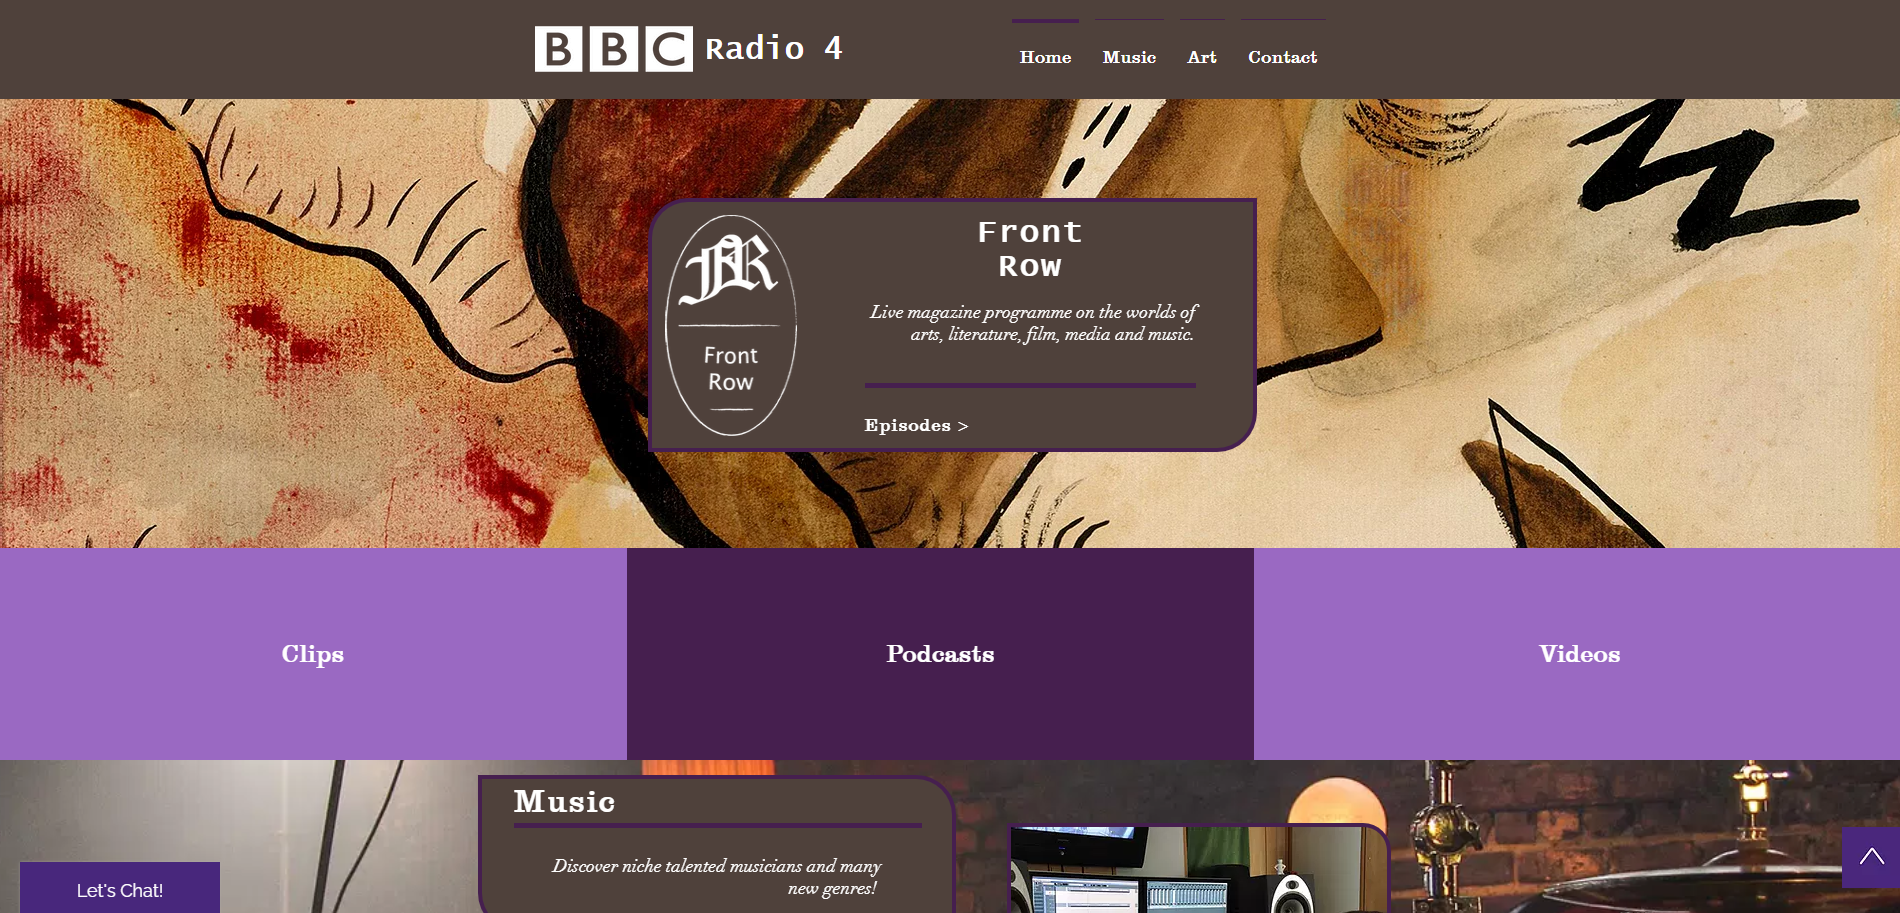 BBC Radio 4
Home Music Art Contact
FR
Front
Row
Front
Row
Live magazine programme on the worlds of
arts, literature, film, media and music.
Episodes >
Clips Podcasts Videos
Music
Discover niche talented musicians and many
new genres!
Let's Chat!